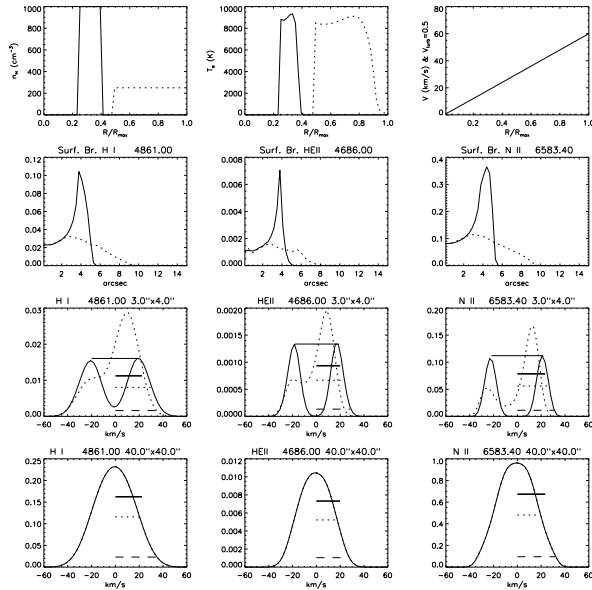 1000
800
600
400
200
0
n_H (cm⁻³)
0.0 0.2 0.4 0.6 0.8 1.0
R/R_max
10000
8000
6000
4000
2000
0
T_e (K)
0.0 0.2 0.4 0.6 0.8 1.0
R/R_max
80
60
40
20
0
V (km/s) & V_turb=0.5
0.0 0.2 0.4 0.6 0.8 1.0
R/R_max
Surf. Br. H I 4861.00
0.12
0.10
0.08
0.06
0.04
0.02
0.00
2 4 6 8 10 12 14
arcsec
Surf. Br. HEII 4686.00
0.008
0.006
0.004
0.002
0.000
2 4 6 8 10 12 14
arcsec
Surf. Br. N II 6583.40
0.4
0.3
0.2
0.1
0.0
2 4 6 8 10 12 14
arcsec
H I 4861.00 3.0"x4.0"
0.03
0.02
0.01
0.00
-60 -40 -20 0 20 40 60
km/s
HEII 4686.00 3.0"x4.0"
0.0020
0.0015
0.0010
0.0005
0.0000
-60 -40 -20 0 20 40 60
km/s
N II 6583.40 3.0"x4.0"
0.20
0.15
0.10
0.05
0.00
-60 -40 -20 0 20 40 60
km/s
H I 4861.00 40.0"x40.0"
0.25
0.20
0.15
0.10
0.05
0.00
-60 -40 -20 0 20 40 60
km/s
HEII 4686.00 40.0"x40.0"
0.012
0.010
0.008
0.006
0.004
0.002
0.000
-60 -40 -20 0 20 40 60
km/s
N II 6583.40 40.0"x40.0"
1.0
0.8
0.6
0.4
0.2
0.0
-60 -40 -20 0 20 40 60
km/s